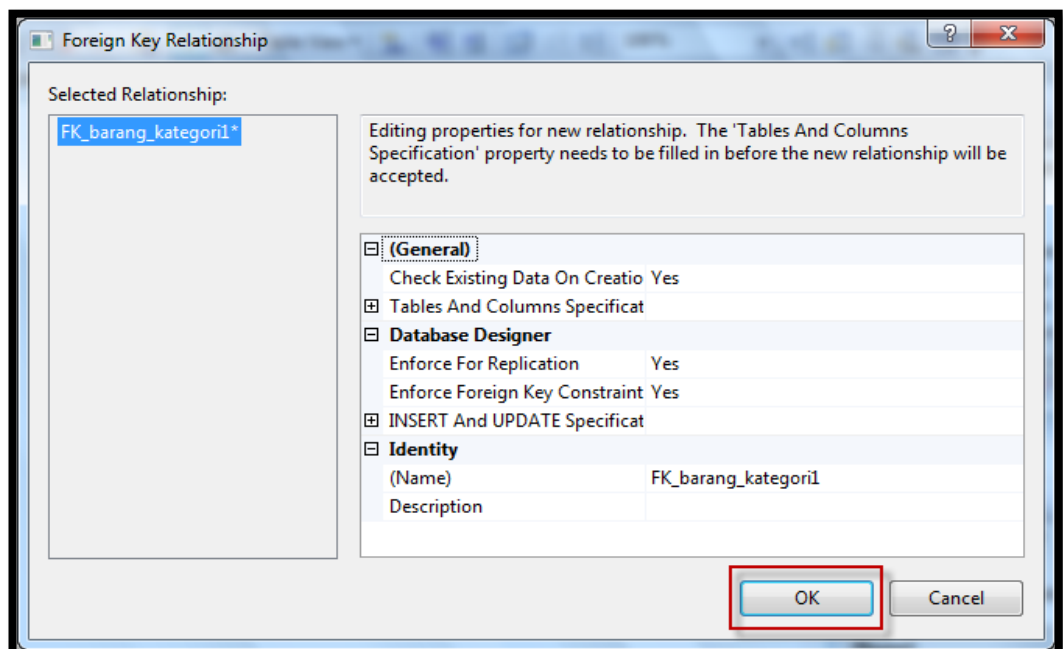 Foreign Key Relationship
Selected Relationship:
FK_barang_kategori1*
Editing properties for new relationship. The 'Tables And Columns
Specification' property needs to be filled in before the new relationship will be
accepted.
(General)
Check Existing Data On Creatio Yes
Tables And Columns Specificat
Database Designer
Enforce For Replication Yes
Enforce Foreign Key Constraint Yes
INSERT And UPDATE Specificat
Identity
(Name) FK_barang_kategori1
Description
OK Cancel